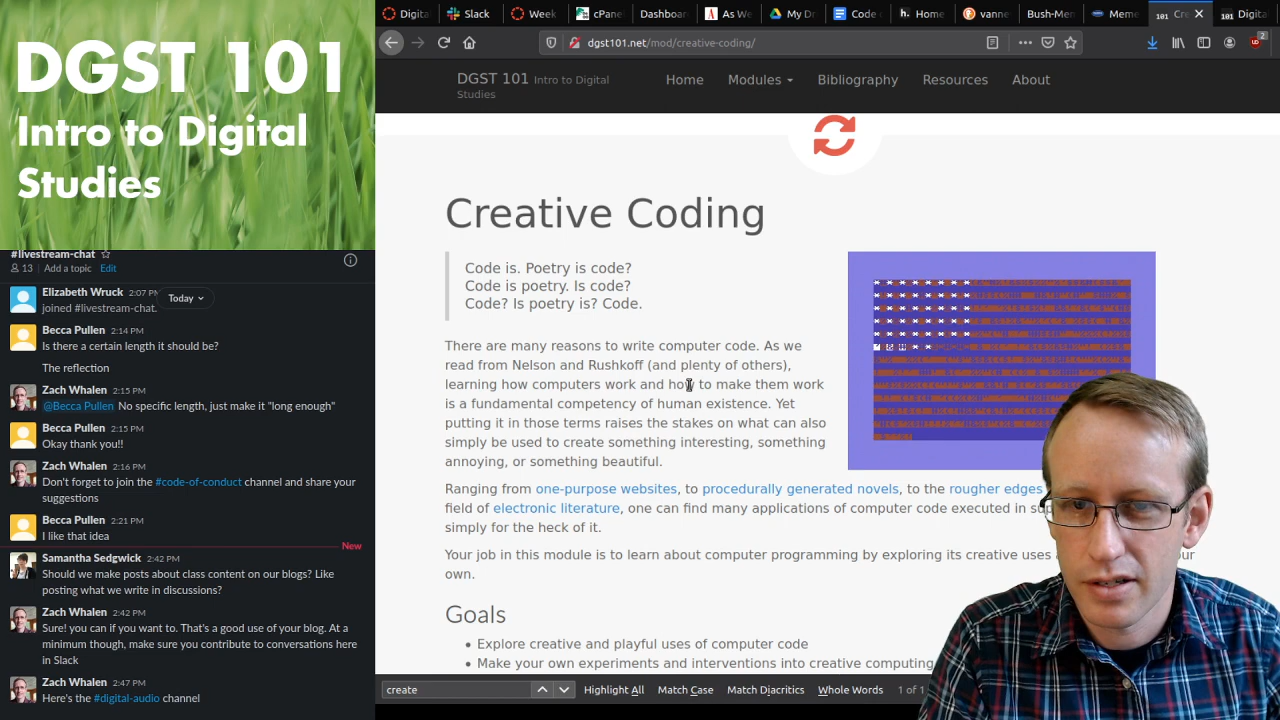 DGST 101
Intro to Digital
Studies
#livestream-chat
13 | Add a topic Edit
Elizabeth Wruck 2:07 PM
joined #livestream-chat.
Today
Becca Pullen 2:14 PM
Is there a certain length it should be?
The reflection
Zach Whalen 2:15 PM
@Becca Pullen No specific length, just make it "long enough"
Becca Pullen 2:15 PM
Okay thank you!!
Zach Whalen 2:16 PM
Don't forget to join the #code-of-conduct channel and share your
suggestions
Becca Pullen 2:21 PM
I like that idea
New
Samantha Sedgwick 2:42 PM
Should we make posts about class content on our blogs? Like
posting what we write in discussions?
Zach Whalen 2:42 PM
Sure! you can if you want to. That's a good use of your blog. At a
minimum though, make sure you contribute to conversations here
in Slack
Zach Whalen 2:47 PM
Here's the #digital-audio channel
Digita Slack Week cPane Dashboar As We My Dr Code Home vanne Bush-Men Meme Cre Digital
dgst101.net/mod/creative-coding/
2
DGST 101 Intro to Digital
Studies
Home Modules Bibliography Resources About
Creative Coding
Code is. Poetry is code?
Code is poetry. Is code?
Code? Is poetry is? Code.
There are many reasons to write computer code. As we
read from Nelson and Rushkoff (and plenty of others),
learning how computers work and how to make them work
is a fundamental competency of human existence. Yet
putting it in those terms raises the stakes on what can also
simply be used to create something interesting, something
annoying, or something beautiful.
Ranging from one-purpose websites, to procedurally generated novels, to the rougher edges
field of electronic literature, one can find many applications of computer code executed in
simply for the heck of it.
Your job in this module is to learn about computer programming by exploring its creative uses
own.
Goals
Explore creative and playful uses of computer code
Make your own experiments and interventions into creative computing
create Highlight All Match Case Match Diacritics Whole Words 1 of 1